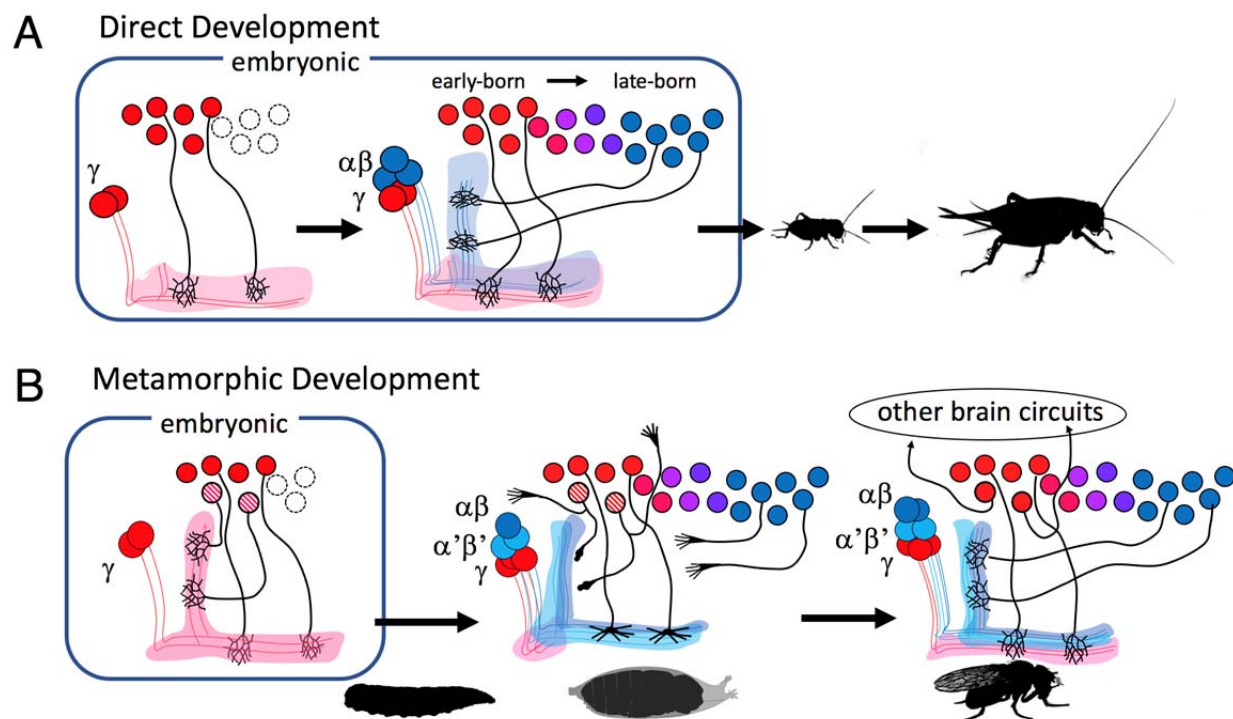 A
Direct Development
embryonic
early-born
late-born
γ
αβ
γ
B
Metamorphic Development
embryonic
γ
αβ
α'β'
γ
other brain circuits
αβ
α'β'
γ